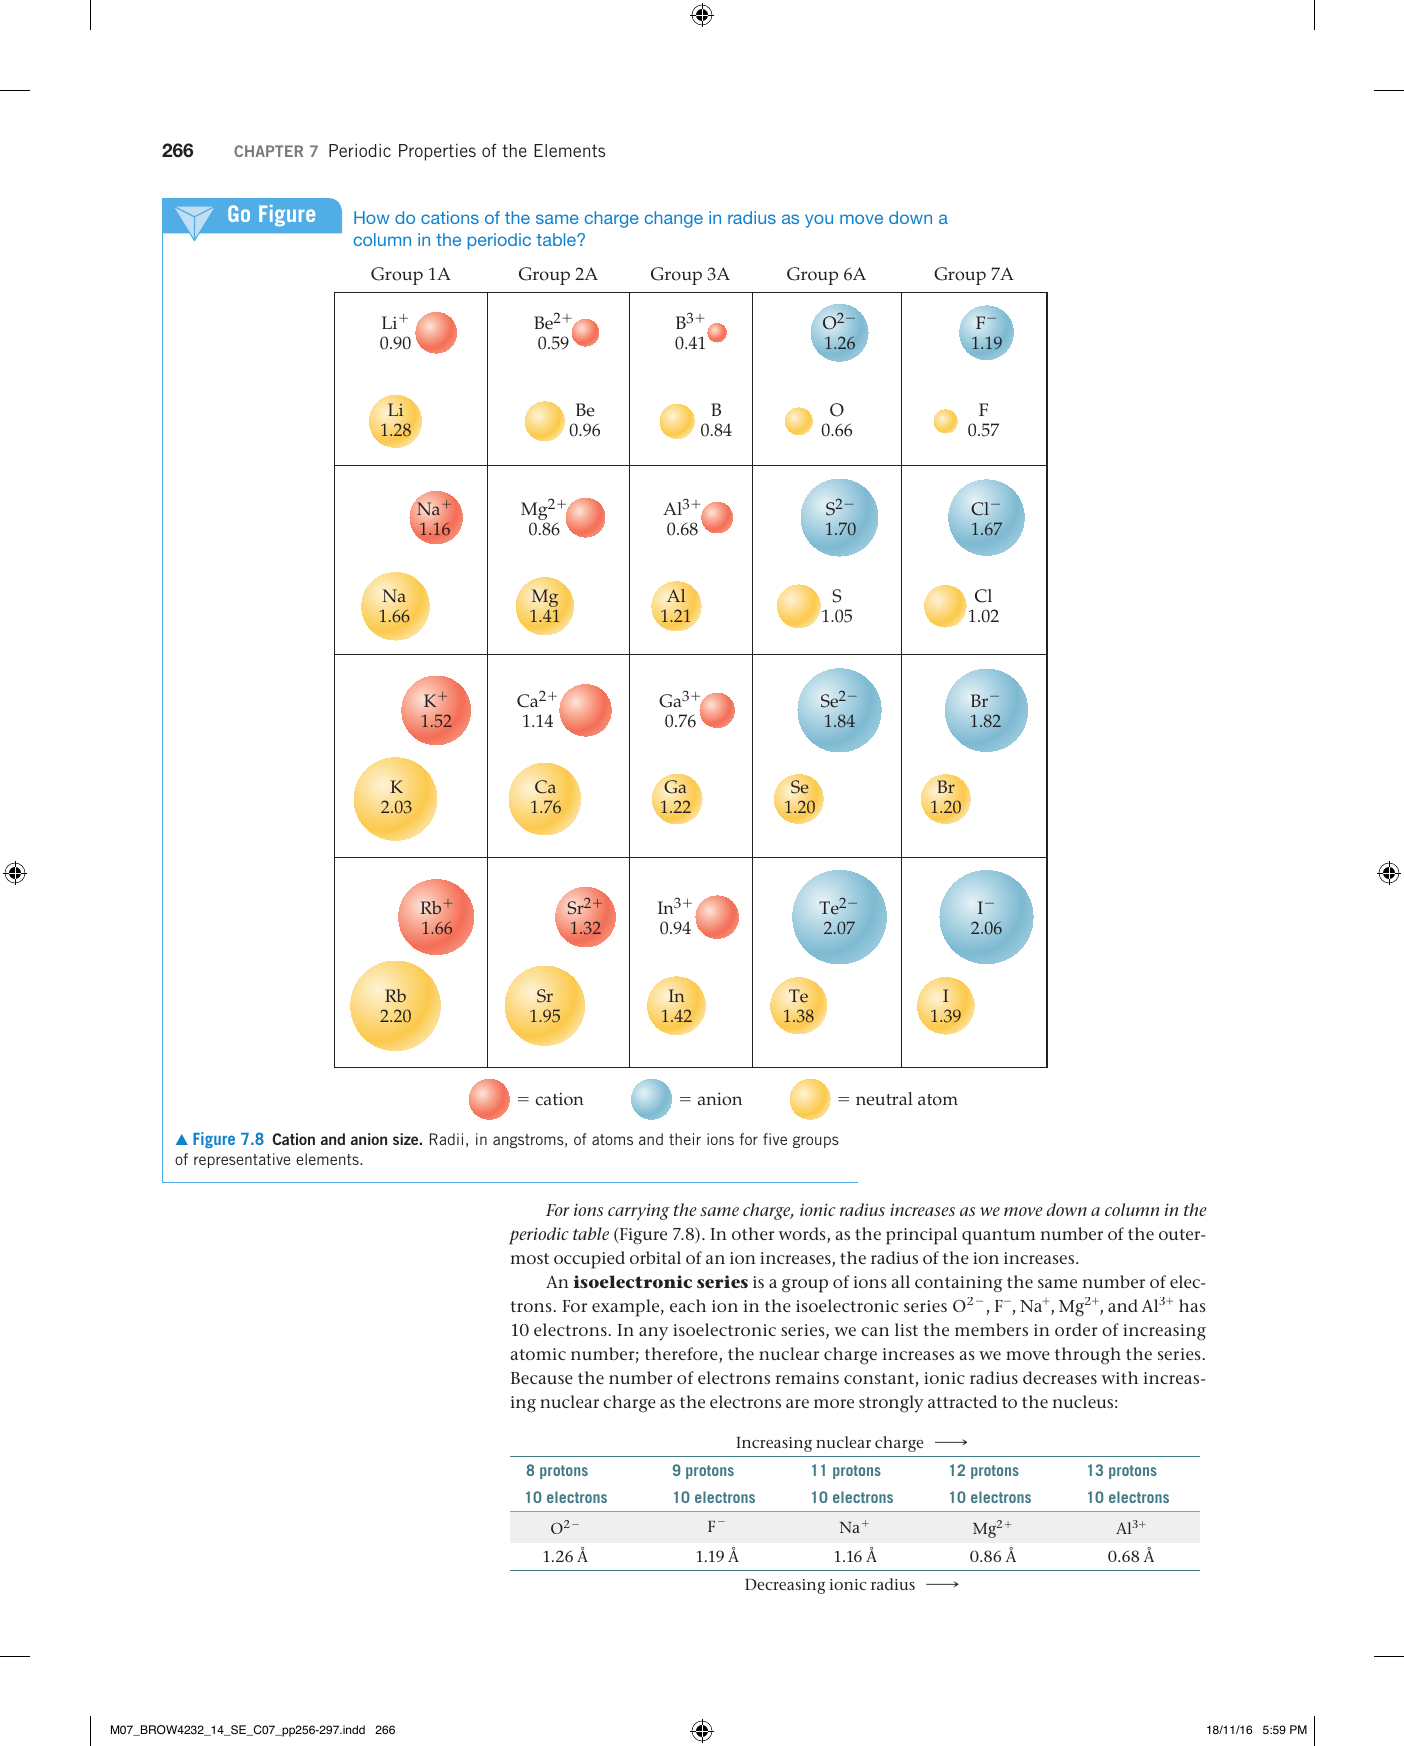 266 CHAPTER 7 Periodic Properties of the Elements
Go Figure
How do cations of the same charge change in radius as you move down a
column in the periodic table?
Group 1A Group 2A Group 3A Group 6A Group 7A
Li⁺ Be²⁺ B³⁺ O²⁻ F⁻
0.90 0.59 0.41 1.26 1.19
Li Be B O F
1.28 0.96 0.84 0.66 0.57
Na⁺ Mg²⁺ Al³⁺ S²⁻ Cl⁻
1.16 0.86 0.68 1.70 1.67
Na Mg Al S Cl
1.66 1.41 1.21 1.05 1.02
K⁺ Ca²⁺ Ga³⁺ Se²⁻ Br⁻
1.52 1.14 0.76 1.84 1.82
K Ca Ga Se Br
2.03 1.76 1.22 1.20 1.20
Rb⁺ Sr²⁺ In³⁺ Te²⁻ I⁻
1.66 1.32 0.94 2.07 2.06
Rb Sr In Te I
2.20 1.95 1.42 1.38 1.39
= cation = anion = neutral atom
▲ Figure 7.8 Cation and anion size. Radii, in angstroms, of atoms and their ions for five groups
of representative elements.
For ions carrying the same charge, ionic radius increases as we move down a column in the
periodic table (Figure 7.8). In other words, as the principal quantum number of the outer-
most occupied orbital of an ion increases, the radius of the ion increases.
An isoelectronic series is a group of ions all containing the same number of elec-
trons. For example, each ion in the isoelectronic series O²⁻, F⁻, Na⁺, Mg²⁺, and Al³⁺ has
10 electrons. In any isoelectronic series, we can list the members in order of increasing
atomic number; therefore, the nuclear charge increases as we move through the series.
Because the number of electrons remains constant, ionic radius decreases with increas-
ing nuclear charge as the electrons are more strongly attracted to the nucleus:
Increasing nuclear charge ⟶
8 protons 9 protons 11 protons 12 protons 13 protons
10 electrons 10 electrons 10 electrons 10 electrons 10 electrons
O²⁻ F⁻ Na⁺ Mg²⁺ Al³⁺
1.26 Å 1.19 Å 1.16 Å 0.86 Å 0.68 Å
Decreasing ionic radius ⟶
M07_BROW4232_14_SE_C07_pp256-297.indd 266 18/11/16 5:59 PM